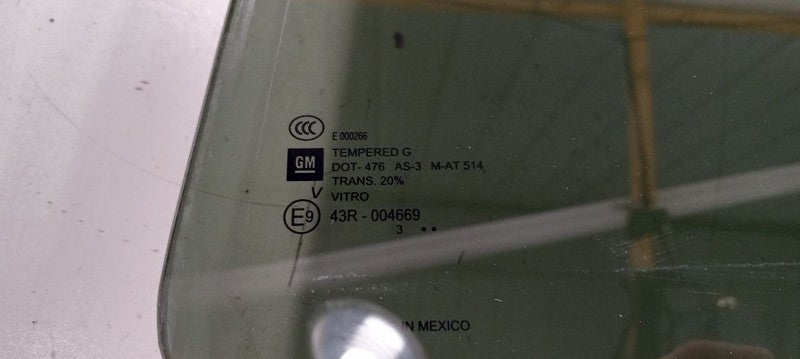 CCC
E 000266
GM
TEMPERED G
DOT- 476 AS-3 M-AT 514
TRANS. 20%
V
VITRO
E9
43R - 004669
3 ••
IN MEXICO